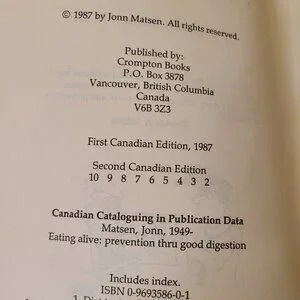 © 1987 by Jonn Matsen. All rights reserved.
Published by:
Crompton Books
P.O. Box 3878
Vancouver, British Columbia
Canada
V6B 3Z3
First Canadian Edition, 1987
Second Canadian Edition
10 9 8 7 6 5 4 3 2
Canadian Cataloguing in Publication Data
Matsen, Jonn, 1949-
Eating alive: prevention thru good digestion
Includes index.
ISBN 0-9693586-0-1